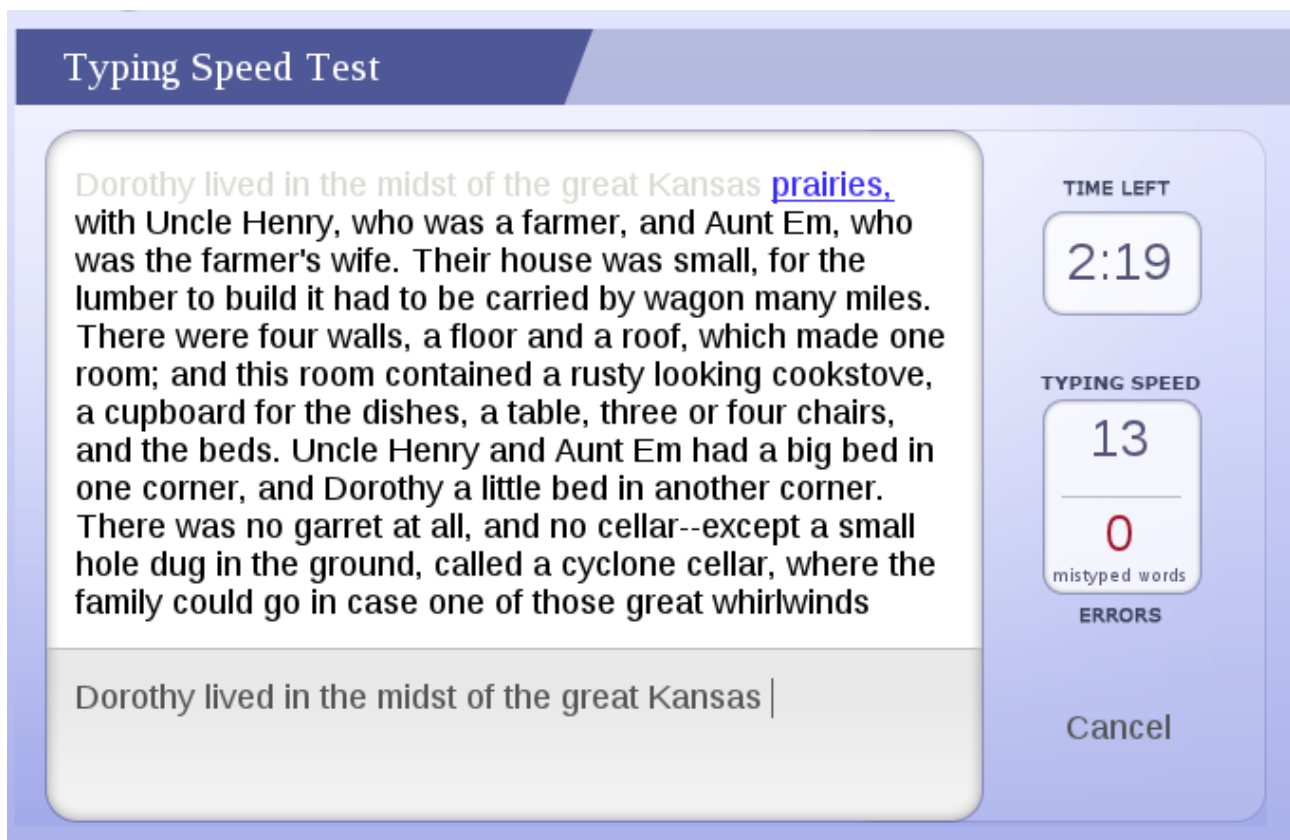 Typing Speed Test
Dorothy lived in the midst of the great Kansas prairies,
with Uncle Henry, who was a farmer, and Aunt Em, who
was the farmer's wife. Their house was small, for the
lumber to build it had to be carried by wagon many miles.
There were four walls, a floor and a roof, which made one
room; and this room contained a rusty looking cookstove,
a cupboard for the dishes, a table, three or four chairs,
and the beds. Uncle Henry and Aunt Em had a big bed in
one corner, and Dorothy a little bed in another corner.
There was no garret at all, and no cellar--except a small
hole dug in the ground, called a cyclone cellar, where the
family could go in case one of those great whirlwinds
Dorothy lived in the midst of the great Kansas
TIME LEFT
2:19
TYPING SPEED
13
0
mistyped words
ERRORS
Cancel